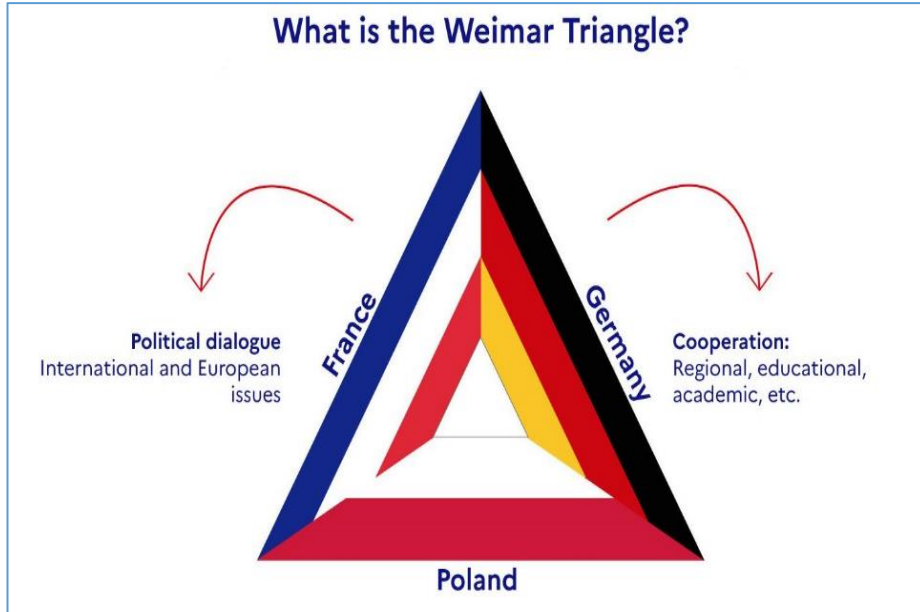 What is the Weimar Triangle?
France
Germany
Political dialogue
International and European
issues
Cooperation:
Regional, educational,
academic, etc.
Poland